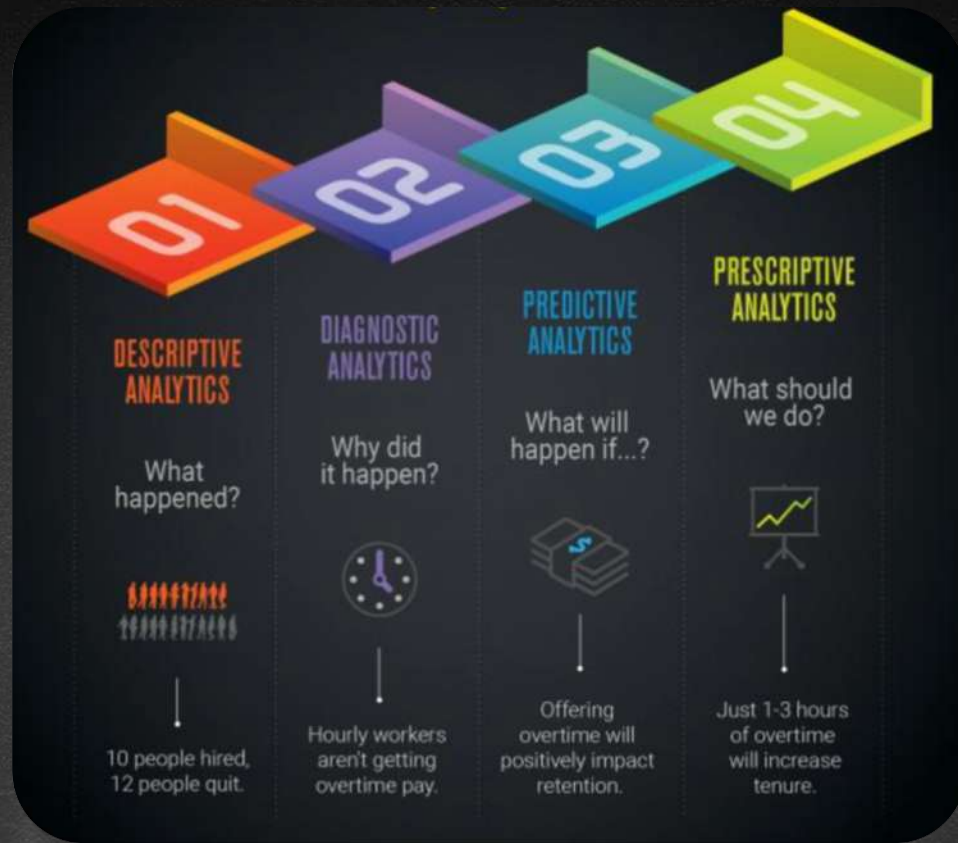 01
02
03
04
DESCRIPTIVE
ANALYTICS
What
happened?
10 people hired,
12 people quit.
DIAGNOSTIC
ANALYTICS
Why did
it happen?
Hourly workers
aren't getting
overtime pay.
PREDICTIVE
ANALYTICS
What will
happen if...?
$
Offering
overtime will
positively impact
retention.
PRESCRIPTIVE
ANALYTICS
What should
we do?
Just 1-3 hours
of overtime
will increase
tenure.